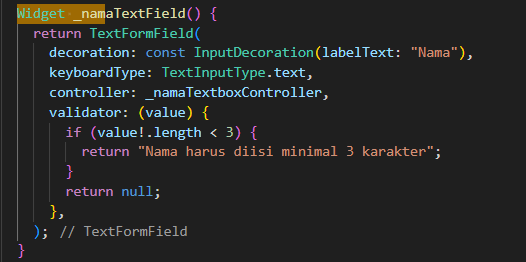 Widget _namaTextField() {
return TextFormField(
decoration: const InputDecoration(labelText: "Nama"),
keyboardType: TextInputType.text,
controller: _namaTextboxController,
validator: (value) {
if (value!.length < 3) {
return "Nama harus diisi minimal 3 karakter";
}
return null;
},
); // TextFormField
}